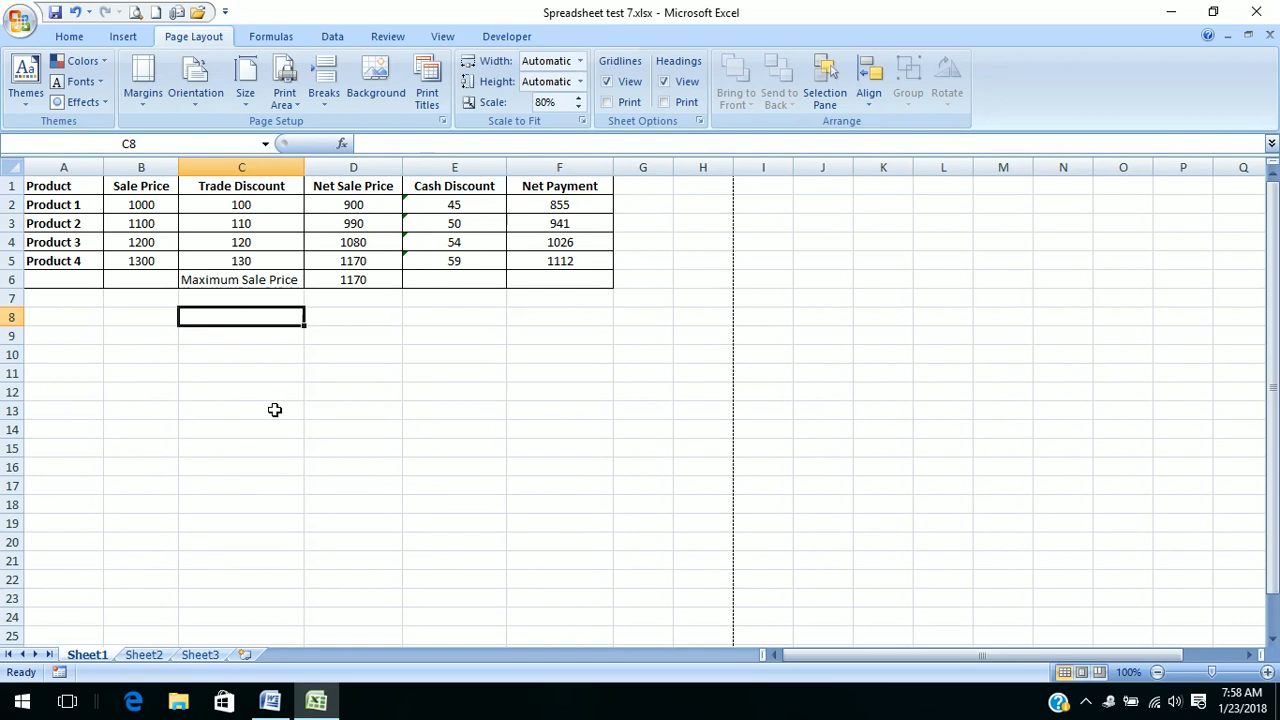 Spreadsheet test 7.xlsx - Microsoft Excel
Home Insert Page Layout Formulas Data Review View Developer
Themes Colors Fonts Effects
Themes
Margins Orientation Size Print Area Breaks Background Print Titles
Page Setup
Width: Automatic
Height: Automatic
Scale: 80%
Scale to Fit
Gridlines Headings
View View
Print Print
Sheet Options
Bring to Front Send to Back Selection Pane Align Group Rotate
Arrange
C8 fx
A B C D E F G H I J K L M N O P Q
1 Product Sale Price Trade Discount Net Sale Price Cash Discount Net Payment
2 Product 1 1000 100 900 45 855
3 Product 2 1100 110 990 50 941
4 Product 3 1200 120 1080 54 1026
5 Product 4 1300 130 1170 59 1112
6 Maximum Sale Price 1170
7
8
9
10
11
12
13
14
15
16
17
18
19
20
21
22
23
24
25
Sheet1 Sheet2 Sheet3
Ready 100%
7:58 AM
1/23/2018